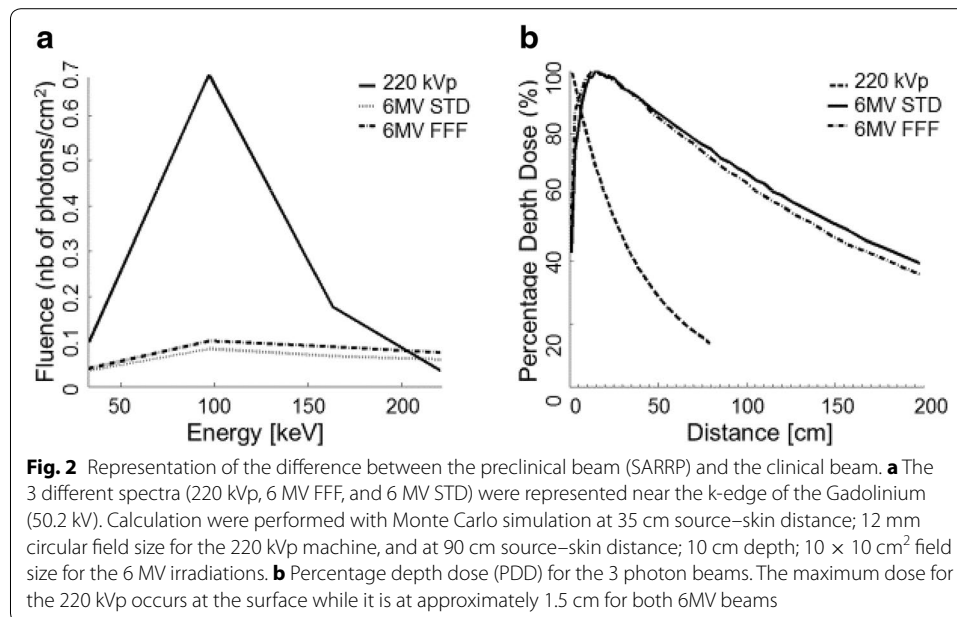 a
Fluence (nb of photons/cm²)
0.7
0.6
0.5
0.4
0.3
0.2
0.1
0
220 kVp
6MV STD
6MV FFF
50
100
150
200
Energy [keV]
b
Percentage Depth Dose (%)
100
80
60
40
20
0
220 kVp
6MV STD
6MV FFF
0
50
100
150
200
Distance [cm]
Fig. 2 Representation of the difference between the preclinical beam (SARRP) and the clinical beam. a The
3 different spectra (220 kVp, 6 MV FFF, and 6 MV STD) were represented near the k-edge of the Gadolinium
(50.2 kV). Calculation were performed with Monte Carlo simulation at 35 cm source–skin distance; 12 mm
circular field size for the 220 kVp machine, and at 90 cm source–skin distance; 10 cm depth; 10 × 10 cm² field
size for the 6 MV irradiations. b Percentage depth dose (PDD) for the 3 photon beams. The maximum dose for
the 220 kVp occurs at the surface while it is at approximately 1.5 cm for both 6MV beams